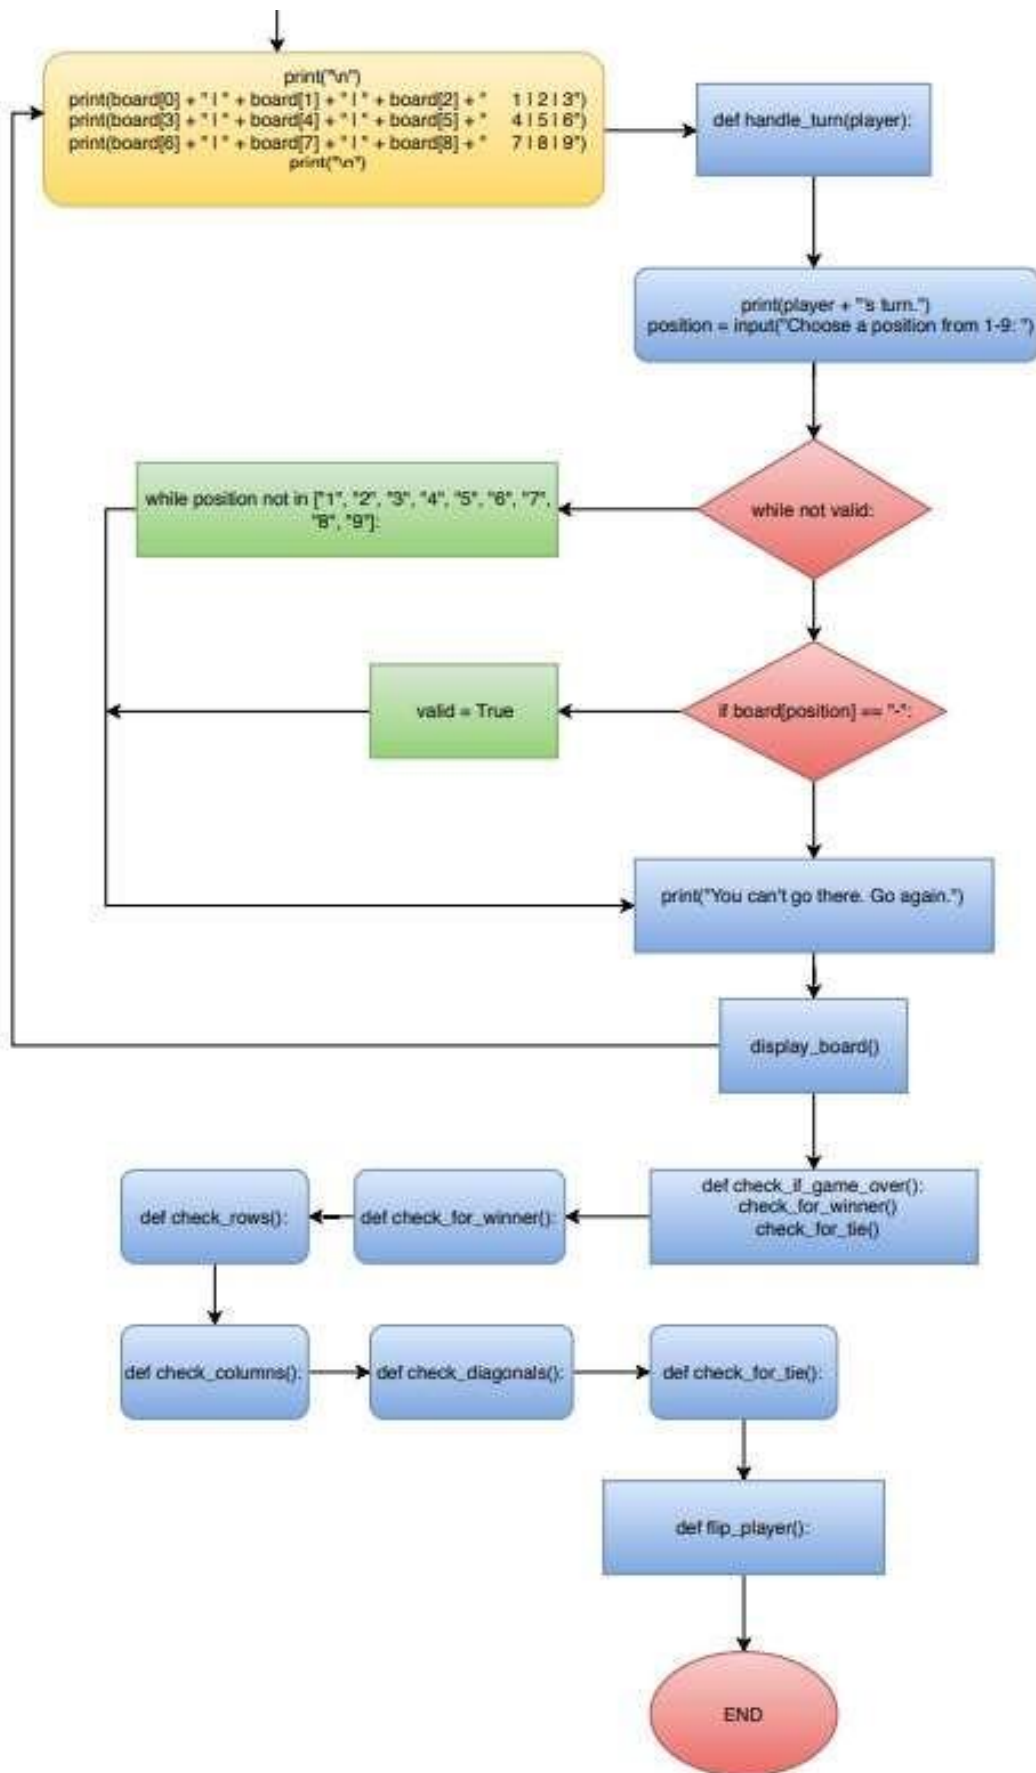 print("\n")
print(board[0] + " | " + board[1] + " | " + board[2] + "     1 | 2 | 3")
print(board[3] + " | " + board[4] + " | " + board[5] + "     4 | 5 | 6")
print(board[6] + " | " + board[7] + " | " + board[8] + "     7 | 8 | 9")
print("\n")
def handle_turn(player):
print(player + "'s turn.")
position = input("Choose a position from 1-9: ")
while not valid:
while position not in ["1", "2", "3", "4", "5", "6", "7",
"8", "9"]:
if board[position] == "-":
valid = True
print("You can't go there. Go again.")
display_board()
def check_if_game_over():
check_for_winner()
check_for_tie()
def check_for_winner():
def check_rows():
def check_columns():
def check_diagonals():
def check_for_tie():
def flip_player():
END